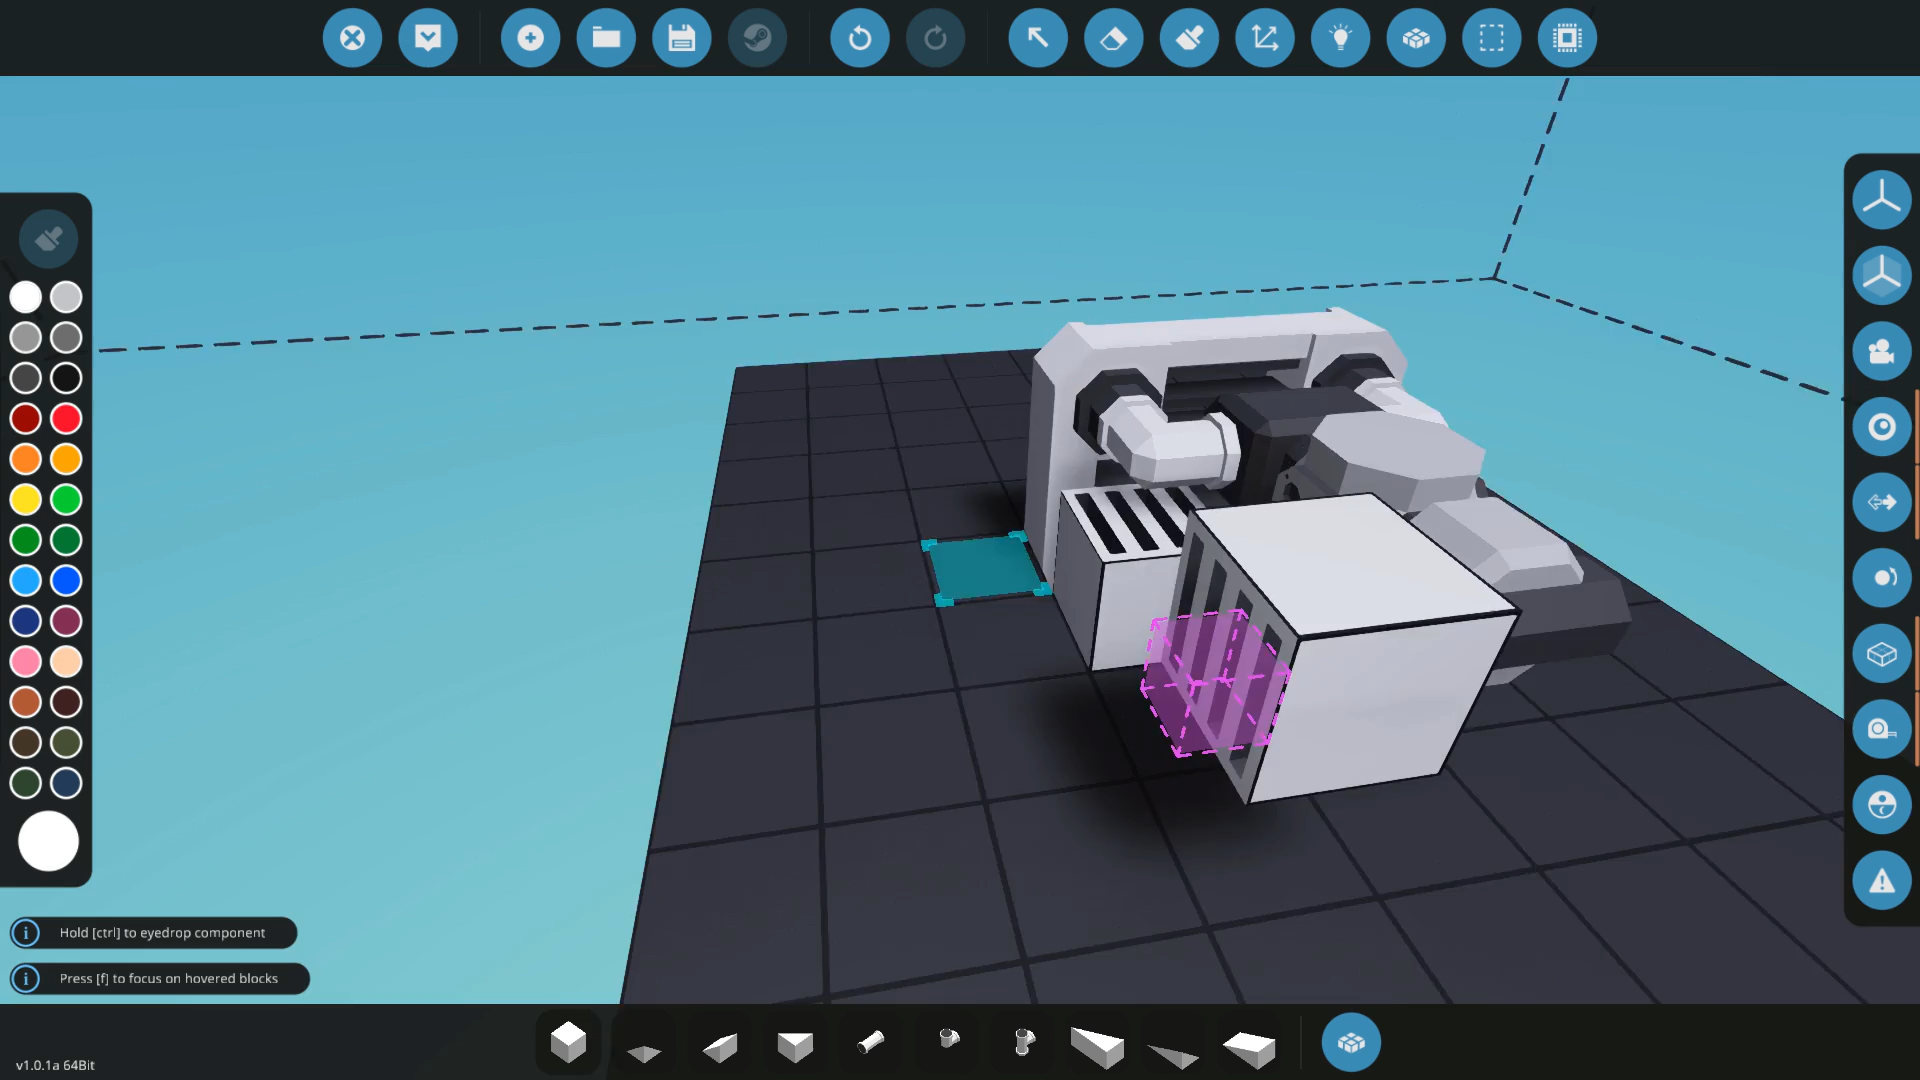 Hold [ctrl] to eyedrop component
Press [f] to focus on hovered blocks
v1.0.1a 64Bit